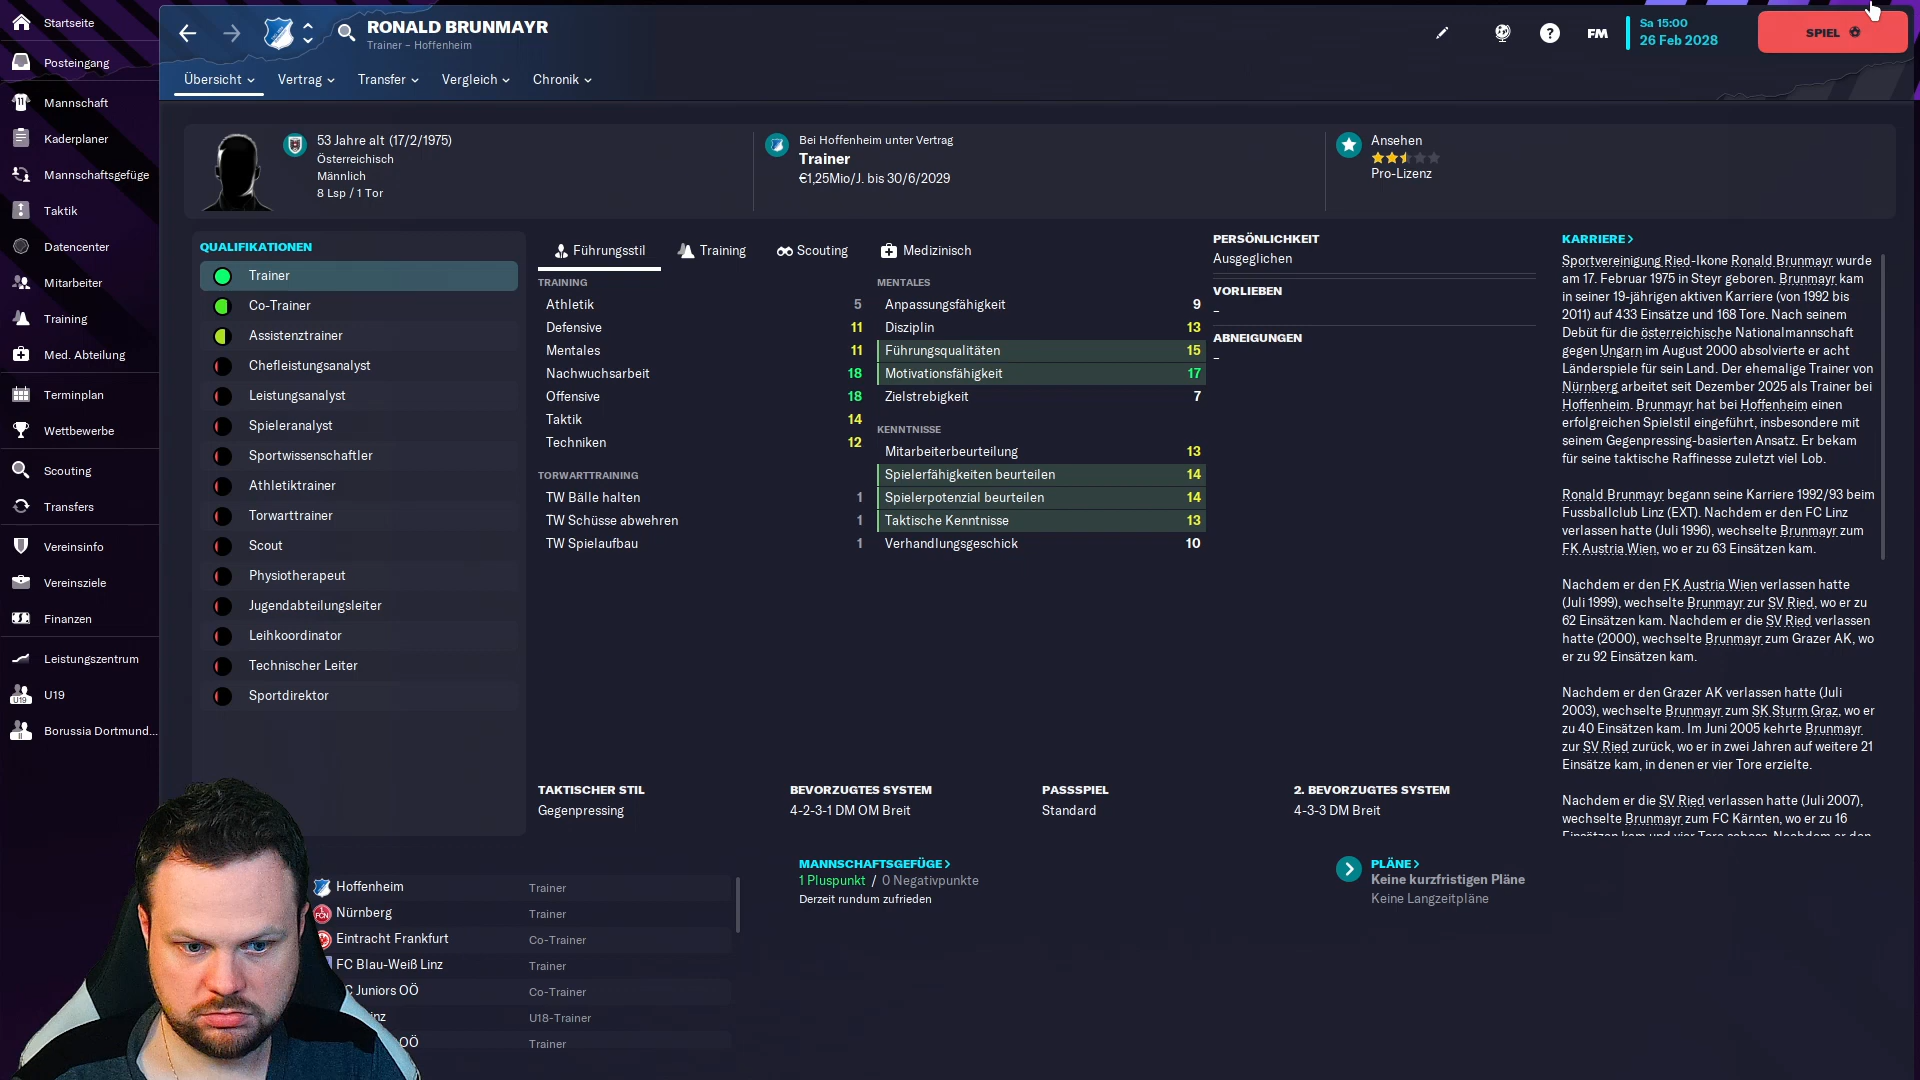 Startseite
Posteingang
Mannschaft
Kaderplaner
Mannschaftsgefüge
Taktik
Datencenter
Mitarbeiter
Training
Med. Abteilung
Terminplan
Wettbewerbe
Scouting
Transfers
Vereinsinfo
Vereinsziele
Finanzen
Leistungszentrum
U19
Borussia Dortmund...
RONALD BRUNMAYR
Trainer - Hoffenheim
FM
Sa 15:00
26 Feb 2028
SPIEL
Übersicht Vertrag Transfer Vergleich Chronik
53 Jahre alt (17/2/1975)
Österreichisch
Männlich
8 Lsp / 1 Tor
Bei Hoffenheim unter Vertrag
Trainer
€1,25Mio/J. bis 30/6/2029
Ansehen
Pro-Lizenz
QUALIFIKATIONEN
Trainer
Co-Trainer
Assistenztrainer
Chefleistungsanalyst
Leistungsanalyst
Spieleranalyst
Sportwissenschaftler
Athletiktrainer
Torwarttrainer
Scout
Physiotherapeut
Jugendabteilungsleiter
Leihkoordinator
Technischer Leiter
Sportdirektor
Führungsstil Training Scouting Medizinisch
TRAINING
Athletik 5
Defensive 11
Mentales 11
Nachwuchsarbeit 18
Offensive 18
Taktik 14
Techniken 12
TORWARTTRAINING
TW Bälle halten 1
TW Schüsse abwehren 1
TW Spielaufbau 1
MENTALES
Anpassungsfähigkeit 9
Disziplin 13
Führungsqualitäten 15
Motivationsfähigkeit 17
Zielstrebigkeit 7
KENNTNISSE
Mitarbeiterbeurteilung 13
Spielerfähigkeiten beurteilen 14
Spielerpotenzial beurteilen 14
Taktische Kenntnisse 13
Verhandlungsgeschick 10
PERSÖNLICHKEIT
Ausgeglichen
VORLIEBEN
-
ABNEIGUNGEN
-
KARRIERE >
Sportvereinigung Ried-Ikone Ronald Brunmayr wurde
am 17. Februar 1975 in Steyr geboren. Brunmayr kam
in seiner 19-jährigen aktiven Karriere (von 1992 bis
2011) auf 433 Einsätze und 168 Tore. Nach seinem
Debüt für die österreichische Nationalmannschaft
gegen Ungarn im August 2000 absolvierte er acht
Länderspiele für sein Land. Der ehemalige Trainer von
Nürnberg arbeitet seit Dezember 2025 als Trainer bei
Hoffenheim. Brunmayr hat bei Hoffenheim einen
erfolgreichen Spielstil eingeführt, insbesondere mit
seinem Gegenpressing-basierten Ansatz. Er bekam
für seine taktische Raffinesse zuletzt viel Lob.
Ronald Brunmayr begann seine Karriere 1992/93 beim
Fussballclub Linz (EXT). Nachdem er den FC Linz
verlassen hatte (Juli 1996), wechselte Brunmayr zum
FK Austria Wien, wo er zu 63 Einsätzen kam.
Nachdem er den FK Austria Wien verlassen hatte
(Juli 1999), wechselte Brunmayr zur SV Ried, wo er zu
62 Einsätzen kam. Nachdem er die SV Ried verlassen
hatte (2000), wechselte Brunmayr zum Grazer AK, wo
er zu 92 Einsätzen kam.
Nachdem er den Grazer AK verlassen hatte (Juli
2003), wechselte Brunmayr zum SK Sturm Graz, wo er
zu 40 Einsätzen kam. Im Juni 2005 kehrte Brunmayr
zur SV Ried zurück, wo er in zwei Jahren auf weitere 21
Einsätze kam, in denen er vier Tore erzielte.
Nachdem er die SV Ried verlassen hatte (Juli 2007),
wechselte Brunmayr zum FC Kärnten, wo er zu 16
Einsätzen kam und vier Tore schoss. Nachdem er den
TAKTISCHER STIL
Gegenpressing
BEVORZUGTES SYSTEM
4-2-3-1 DM OM Breit
PASSSPIEL
Standard
2. BEVORZUGTES SYSTEM
4-3-3 DM Breit
Hoffenheim Trainer
Nürnberg Trainer
Eintracht Frankfurt Co-Trainer
FC Blau-Weiß Linz Trainer
Juniors OÖ Co-Trainer
U18-Trainer
OÖ Trainer
MANNSCHAFTSGEFÜGE >
1 Pluspunkt / 0 Negativpunkte
Derzeit rundum zufrieden
PLÄNE >
Keine kurzfristigen Pläne
Keine Langzeitpläne